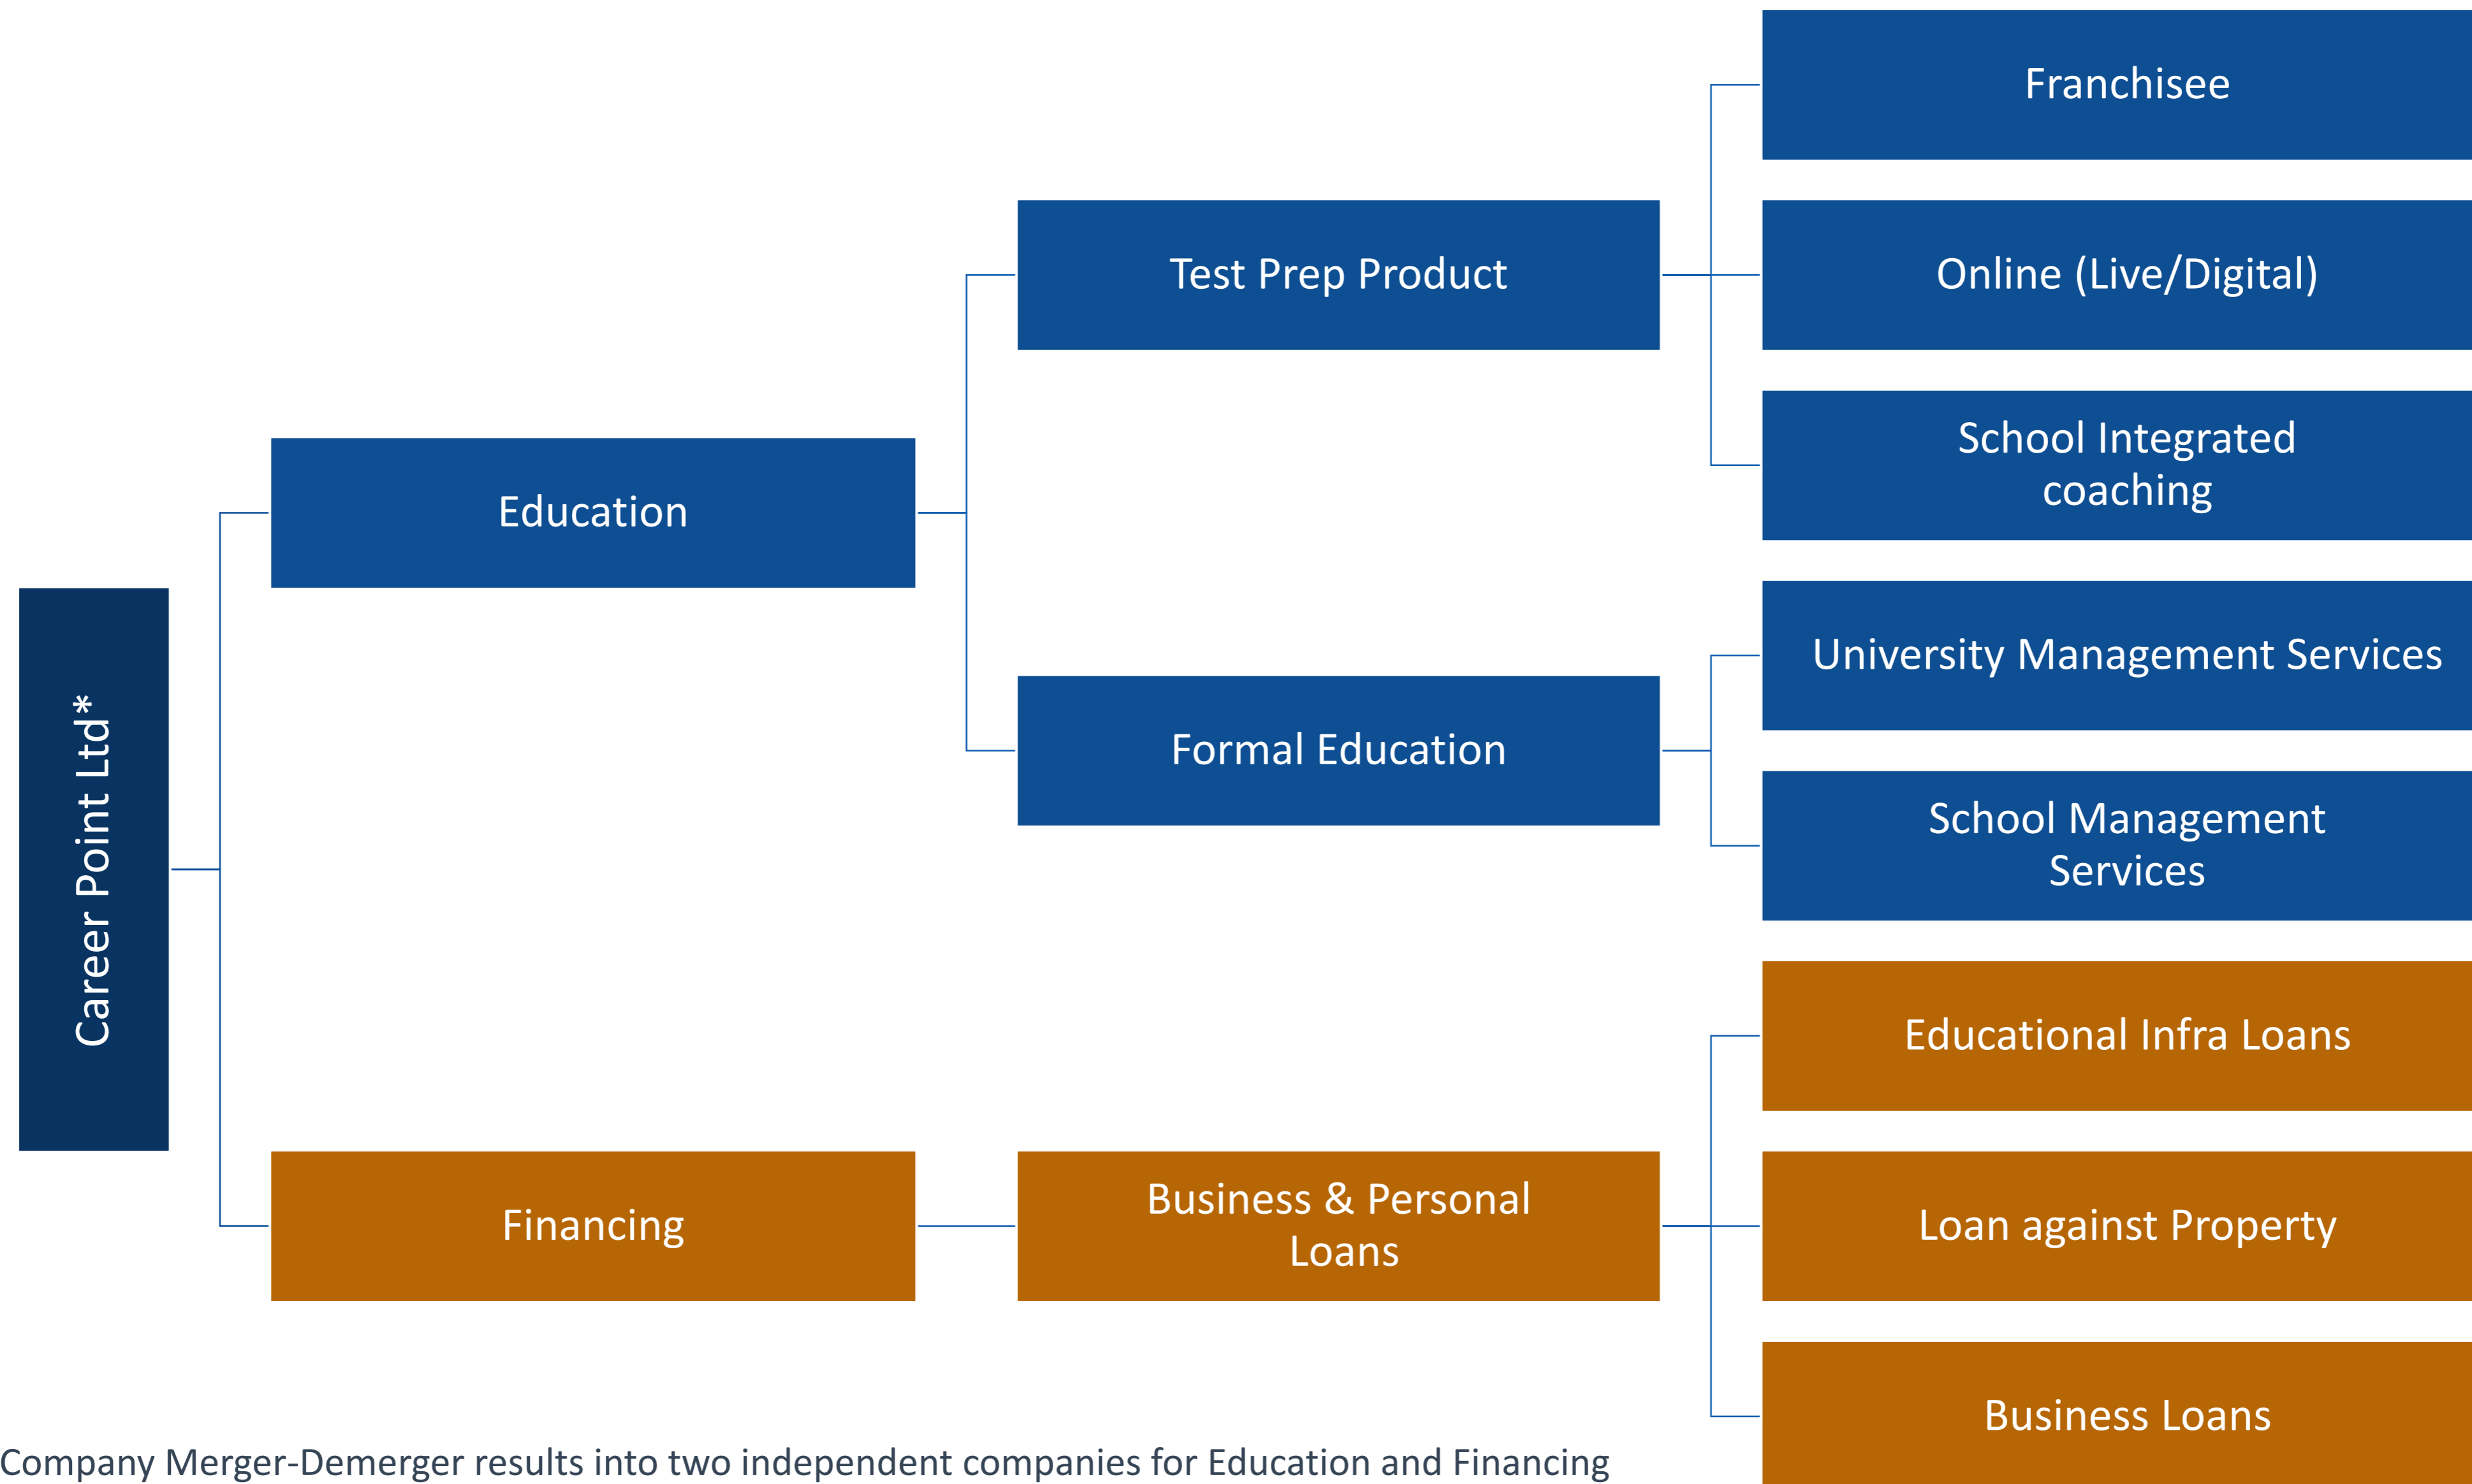 Career Point Ltd*
Education
Test Prep Product
Franchisee
Online (Live/Digital)
School Integrated
coaching
Formal Education
University Management Services
School Management
Services
Financing
Business & Personal
Loans
Educational Infra Loans
Loan against Property
Business Loans
Company Merger-Demerger results into two independent companies for Education and Financing